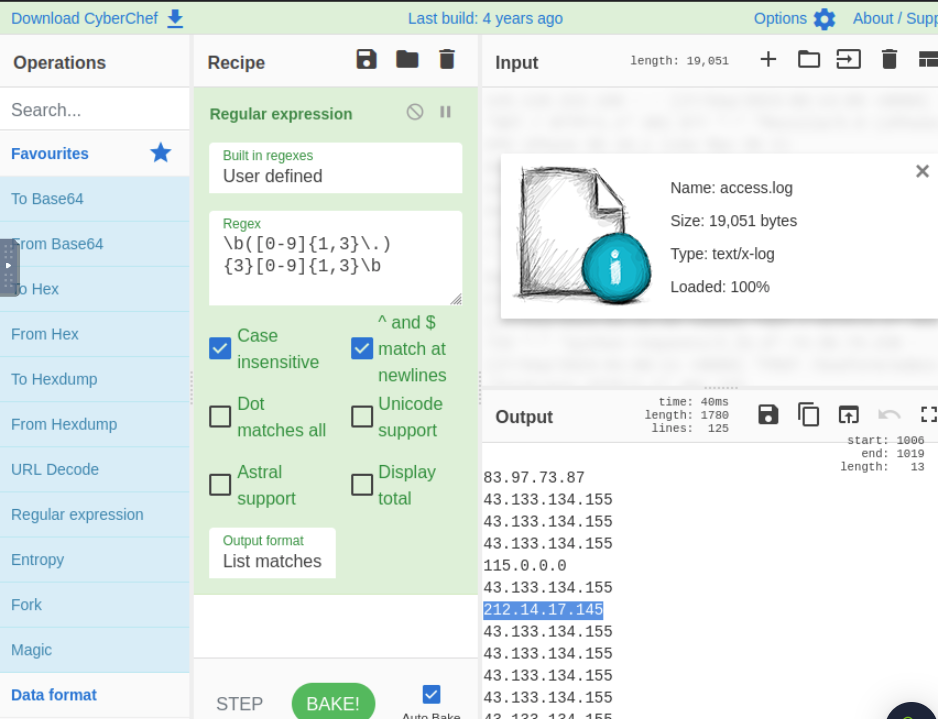 Download CyberChef
Last build: 4 years ago
Options
About / Supp
Operations
Recipe
Input
length: 19,051
Search...
Favourites
To Base64
From Base64
To Hex
From Hex
To Hexdump
From Hexdump
URL Decode
Regular expression
Entropy
Fork
Magic
Data format
Regular expression
Built in regexes
User defined
Regex
\b([0-9]{1,3}\.)
{3}[0-9]{1,3}\b
Case
insensitive
^ and $
match at
newlines
Dot
matches all
Unicode
support
Astral
support
Display
total
Output format
List matches
STEP
BAKE!
Auto Bake
Name: access.log
Size: 19,051 bytes
Type: text/x-log
Loaded: 100%
Output
time: 40ms
length: 1780
lines: 125
start: 1006
end: 1019
length: 13
83.97.73.87
43.133.134.155
43.133.134.155
43.133.134.155
115.0.0.0
43.133.134.155
212.14.17.145
43.133.134.155
43.133.134.155
43.133.134.155
43.133.134.155
43.133.134.155